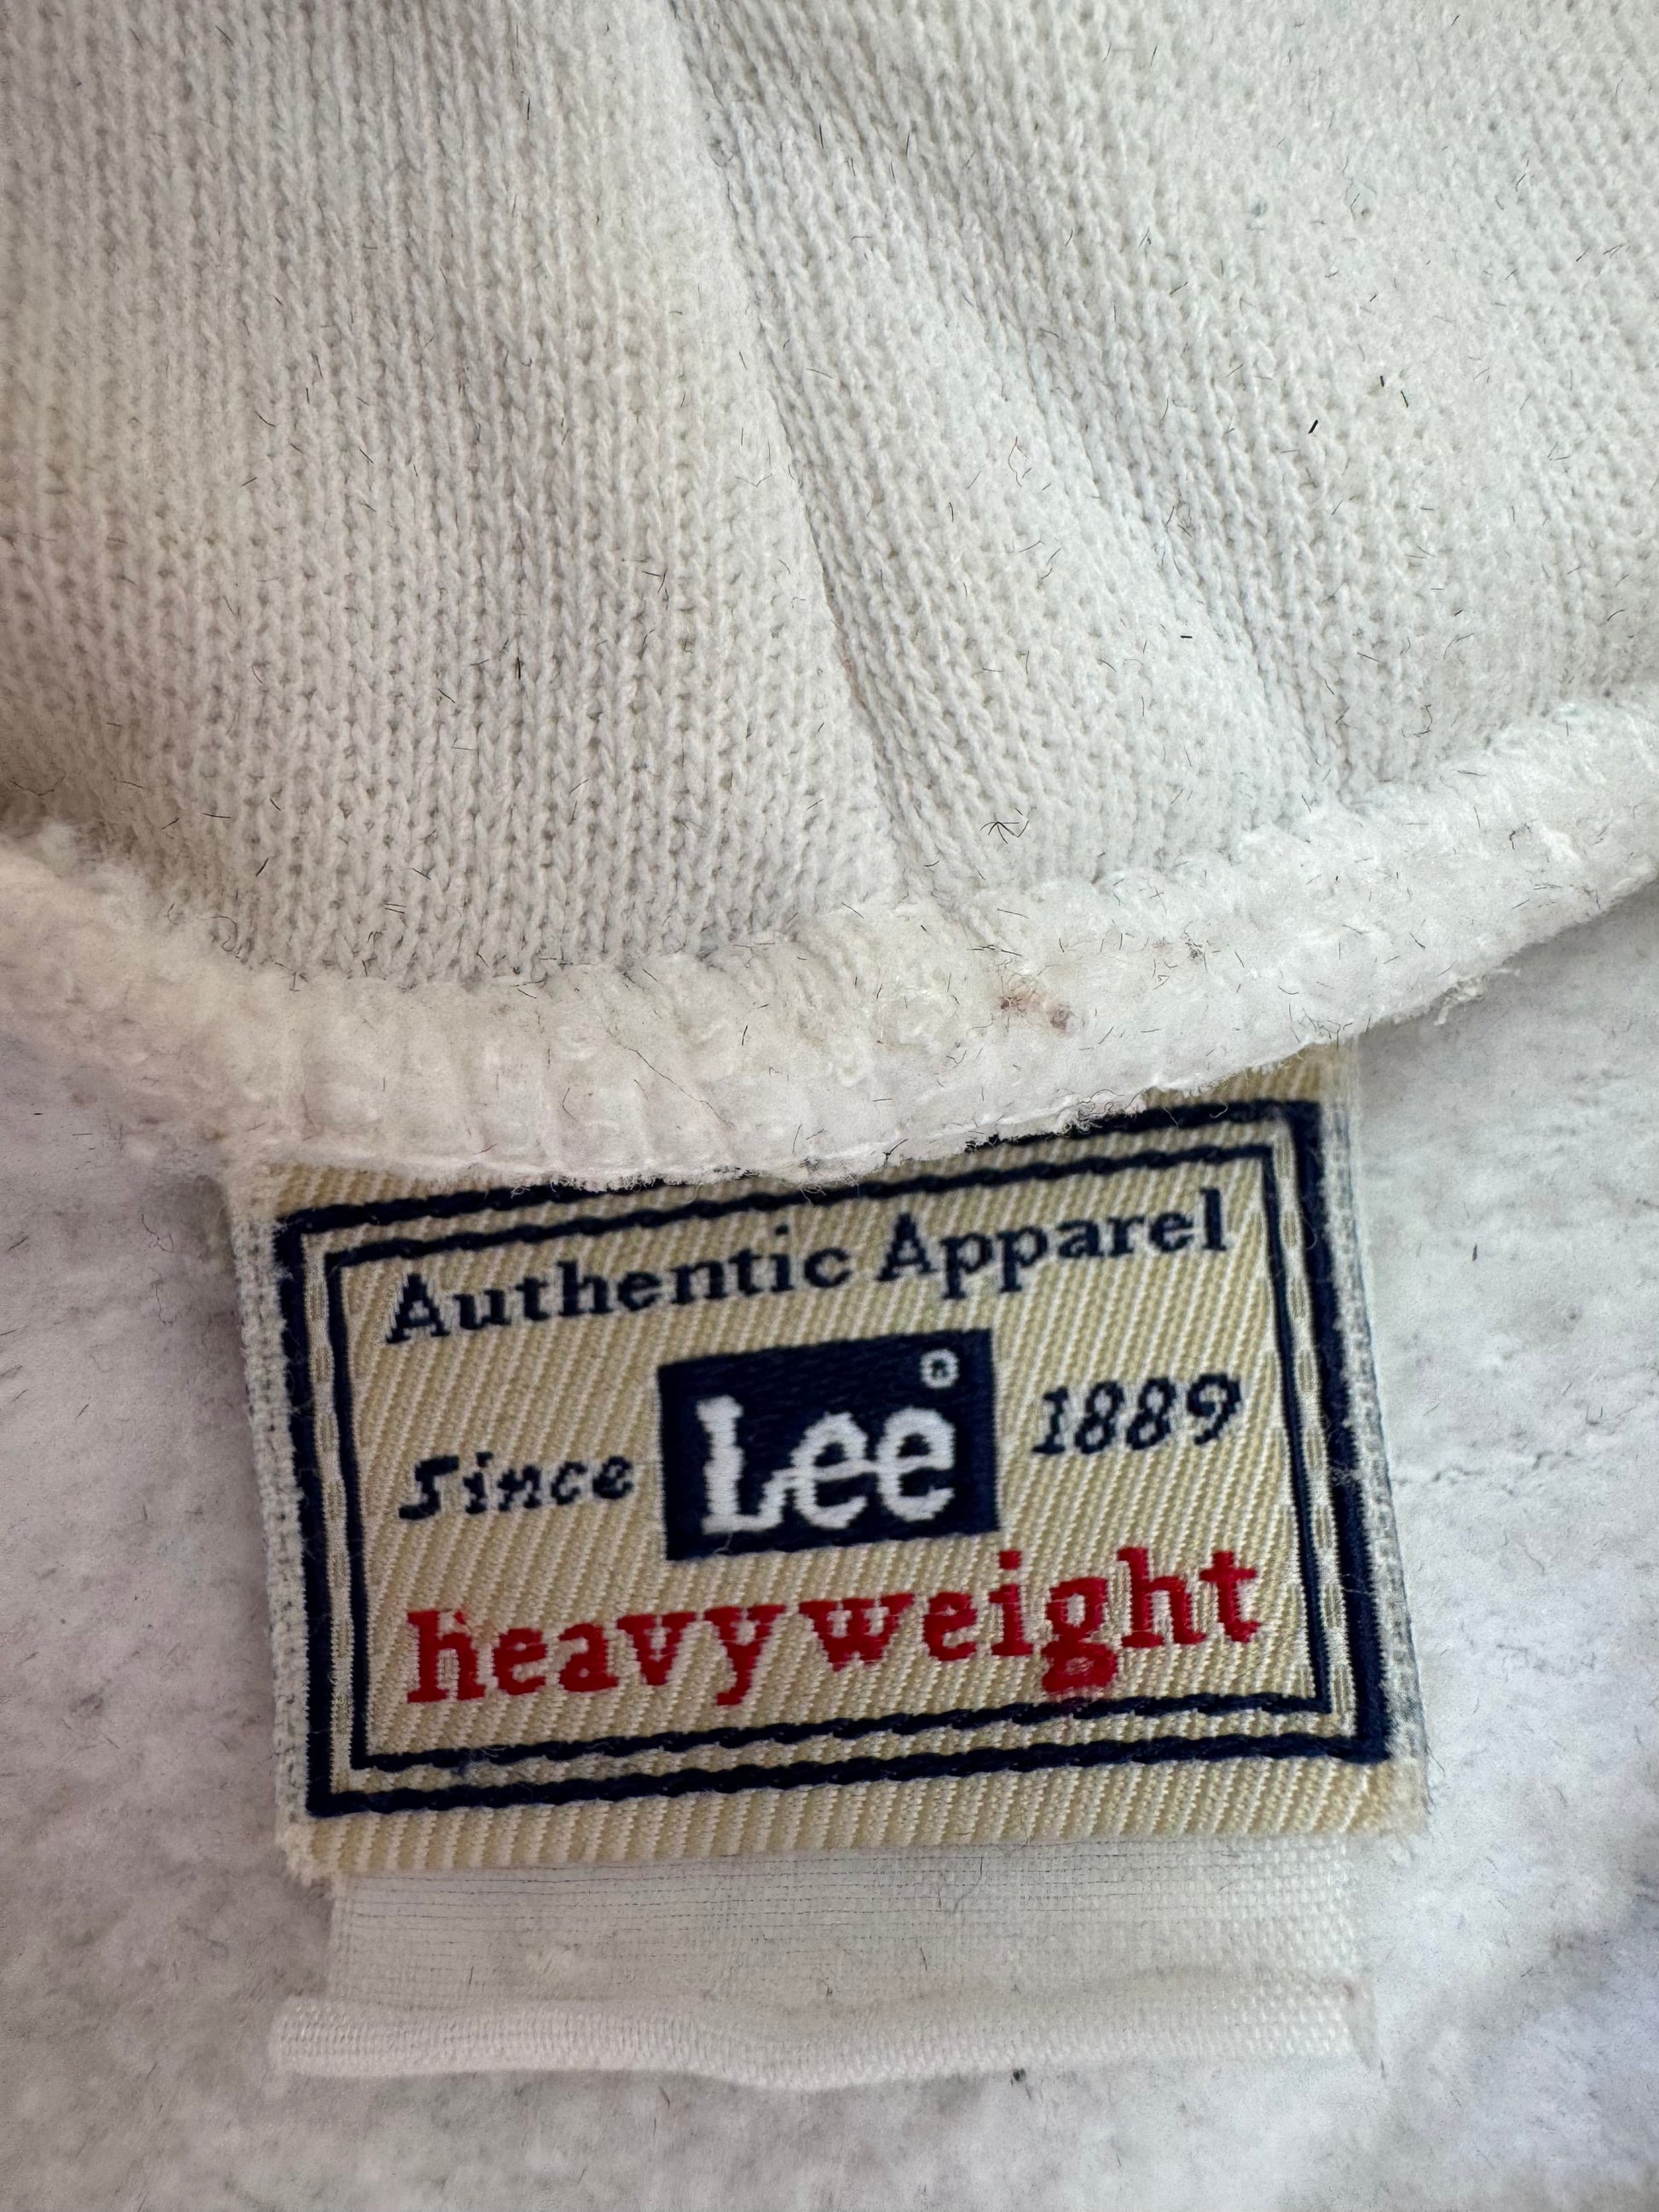 Authentic Apparel
Since Lee® 1889
heavyweight